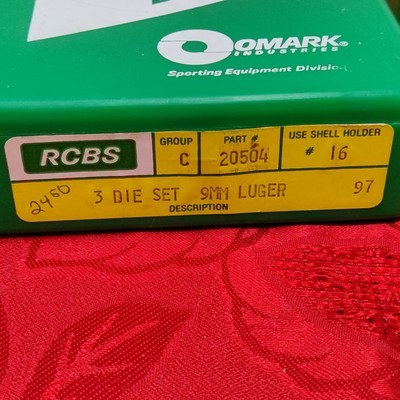 OMARK®
INDUSTRIES
Sporting Equipment Division
RCBS
GROUP
C
PART #
20504
USE SHELL HOLDER
# 16
2450
3 DIE SET 9MM LUGER 97
DESCRIPTION